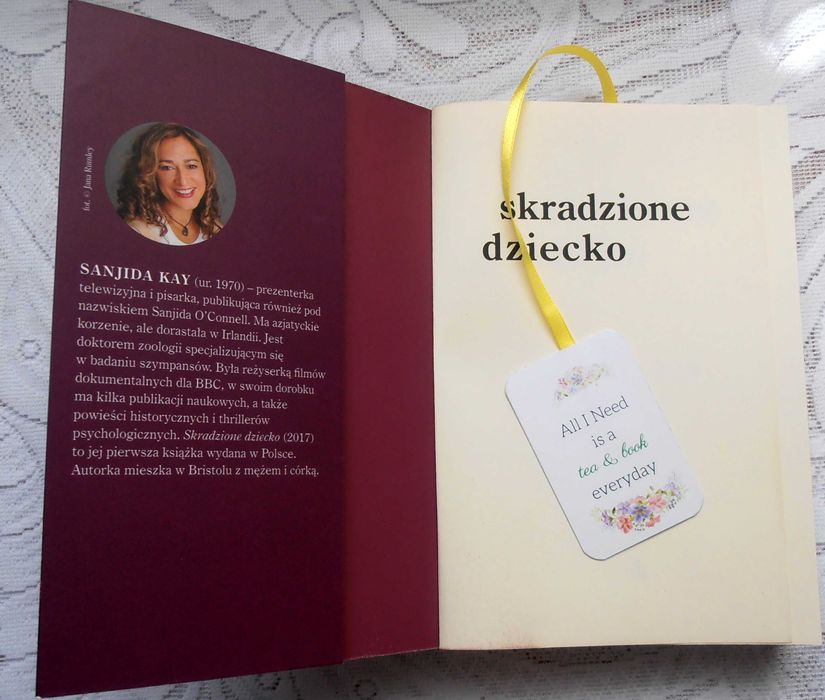 fot. © Jana Rumley
SANJIDA KAY (ur. 1970) – prezenterka
telewizyjna i pisarka, publikująca również pod
nazwiskiem Sanjida O’Connell. Ma azjatyckie
korzenie, ale dorastała w Irlandii. Jest
doktorem zoologii specjalizującym się
w badaniu szympansów. Była reżyserką filmów
dokumentalnych dla BBC, w swoim dorobku
ma kilka publikacji naukowych, a także
powieści historycznych i thrillerów
psychologicznych. Skradzione dziecko (2017)
to jej pierwsza książka wydana w Polsce.
Autorka mieszka w Bristolu z mężem i córką.
skradzione
dziecko
All I Need
is a
tea & book
everyday